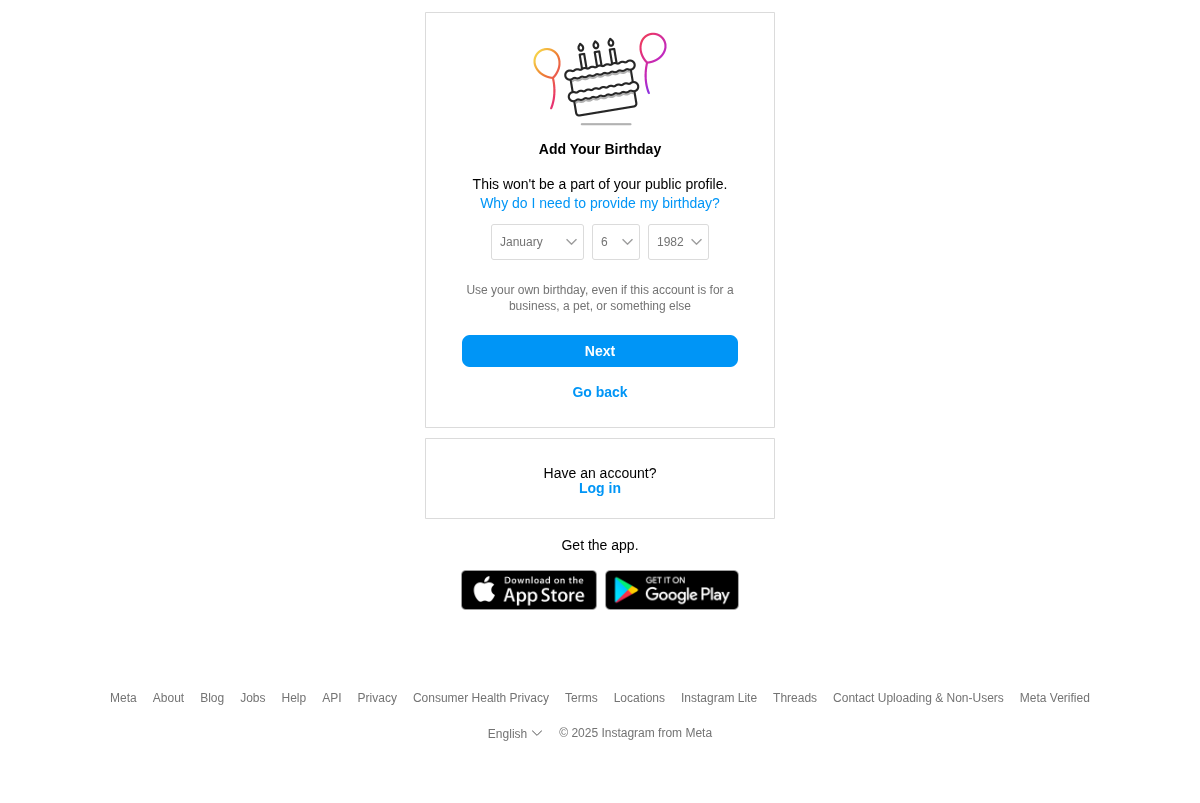 Add Your Birthday
This won't be a part of your public profile.
Why do I need to provide my birthday?
January 6 1982
Use your own birthday, even if this account is for a
business, a pet, or something else
Next
Go back
Have an account?
Log in
Get the app.
Download on the
App Store
GET IT ON
Google Play
Meta About Blog Jobs Help API Privacy Consumer Health Privacy Terms Locations Instagram Lite Threads Contact Uploading & Non-Users Meta Verified
English © 2025 Instagram from Meta